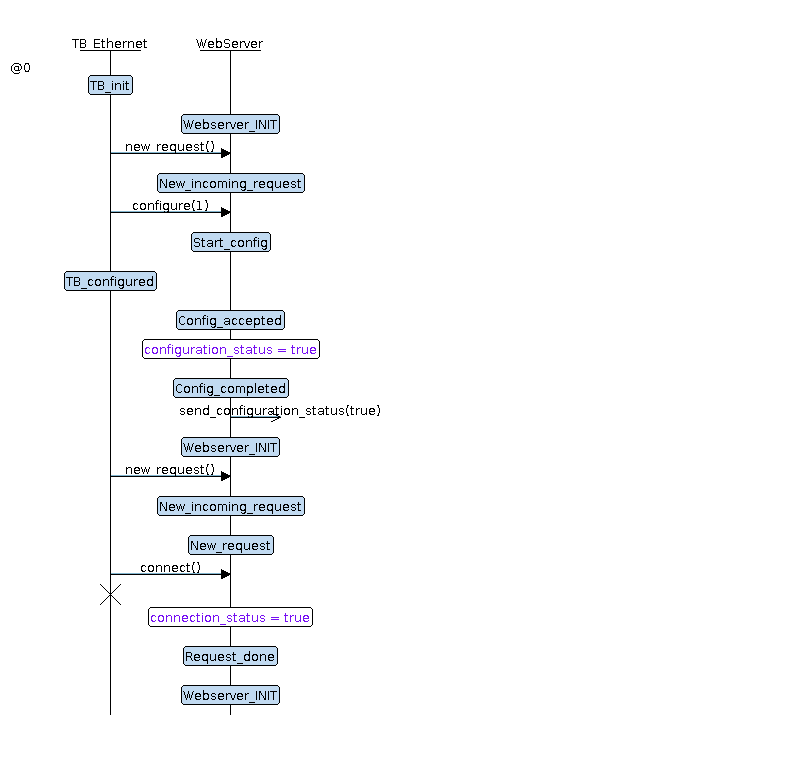 TB_Ethernet WebServer
@0
TB_init
Webserver_INIT
new_request()
New_incoming_request
configure(1)
Start_config
TB_configured
Config_accepted
configuration_status = true
Config_completed
send_configuration_status(true)
Webserver_INIT
new_request()
New_incoming_request
New_request
connect()
connection_status = true
Request_done
Webserver_INIT